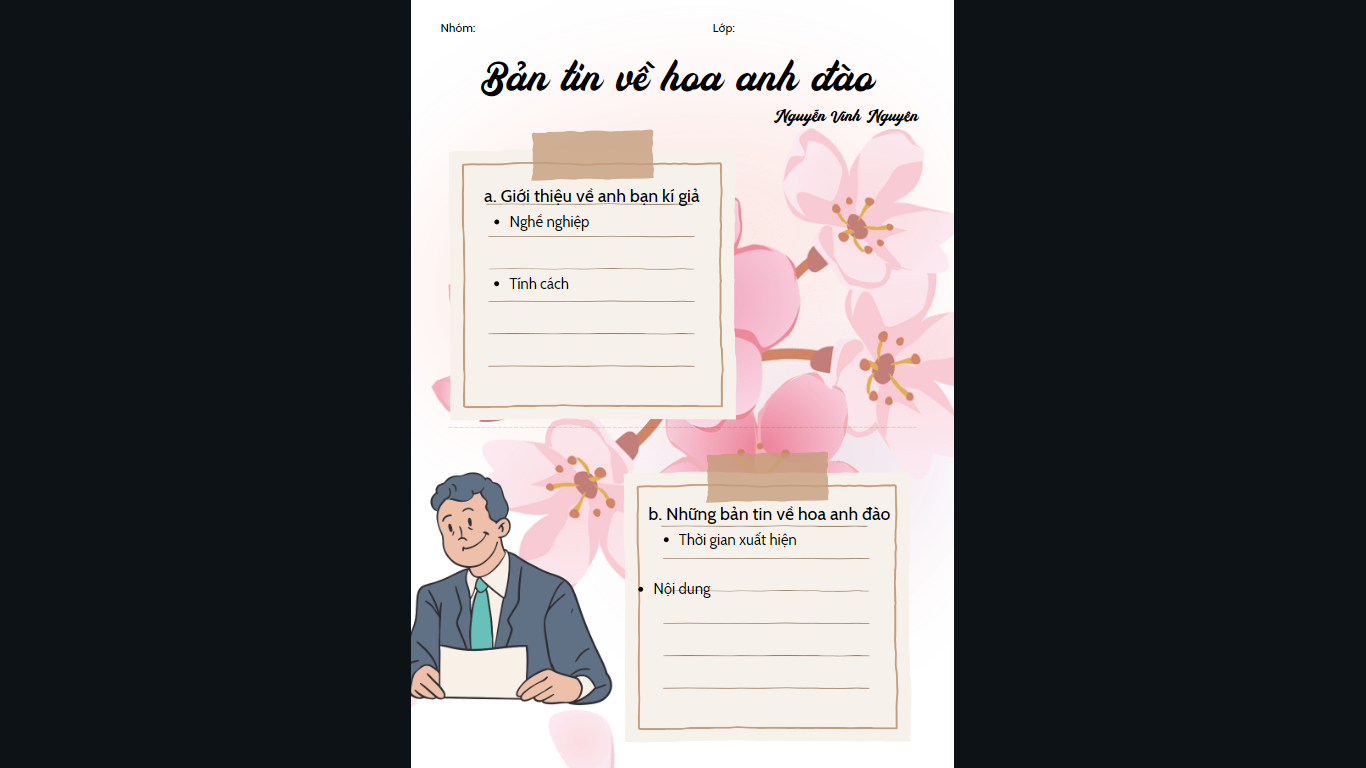 Nhóm:
Lớp:
Bản tin về hoa anh đào
Nguyễn Vĩnh Nguyên
a. Giới thiệu về anh bạn kí giả
• Nghề nghiệp
• Tính cách
b. Những bản tin về hoa anh đào
• Thời gian xuất hiện
• Nội dung